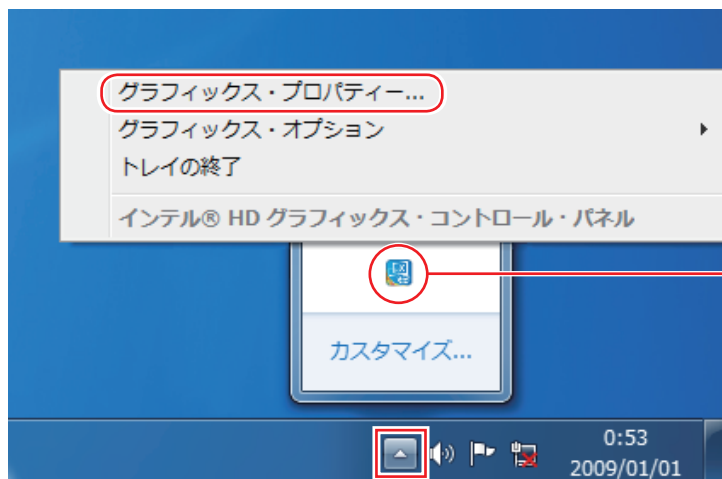 グラフィックス・プロパティー...
グラフィックス・オプション
トレイの終了
インテル® HD グラフィックス・コントロール・パネル
カスタマイズ...
0:53
2009/01/01